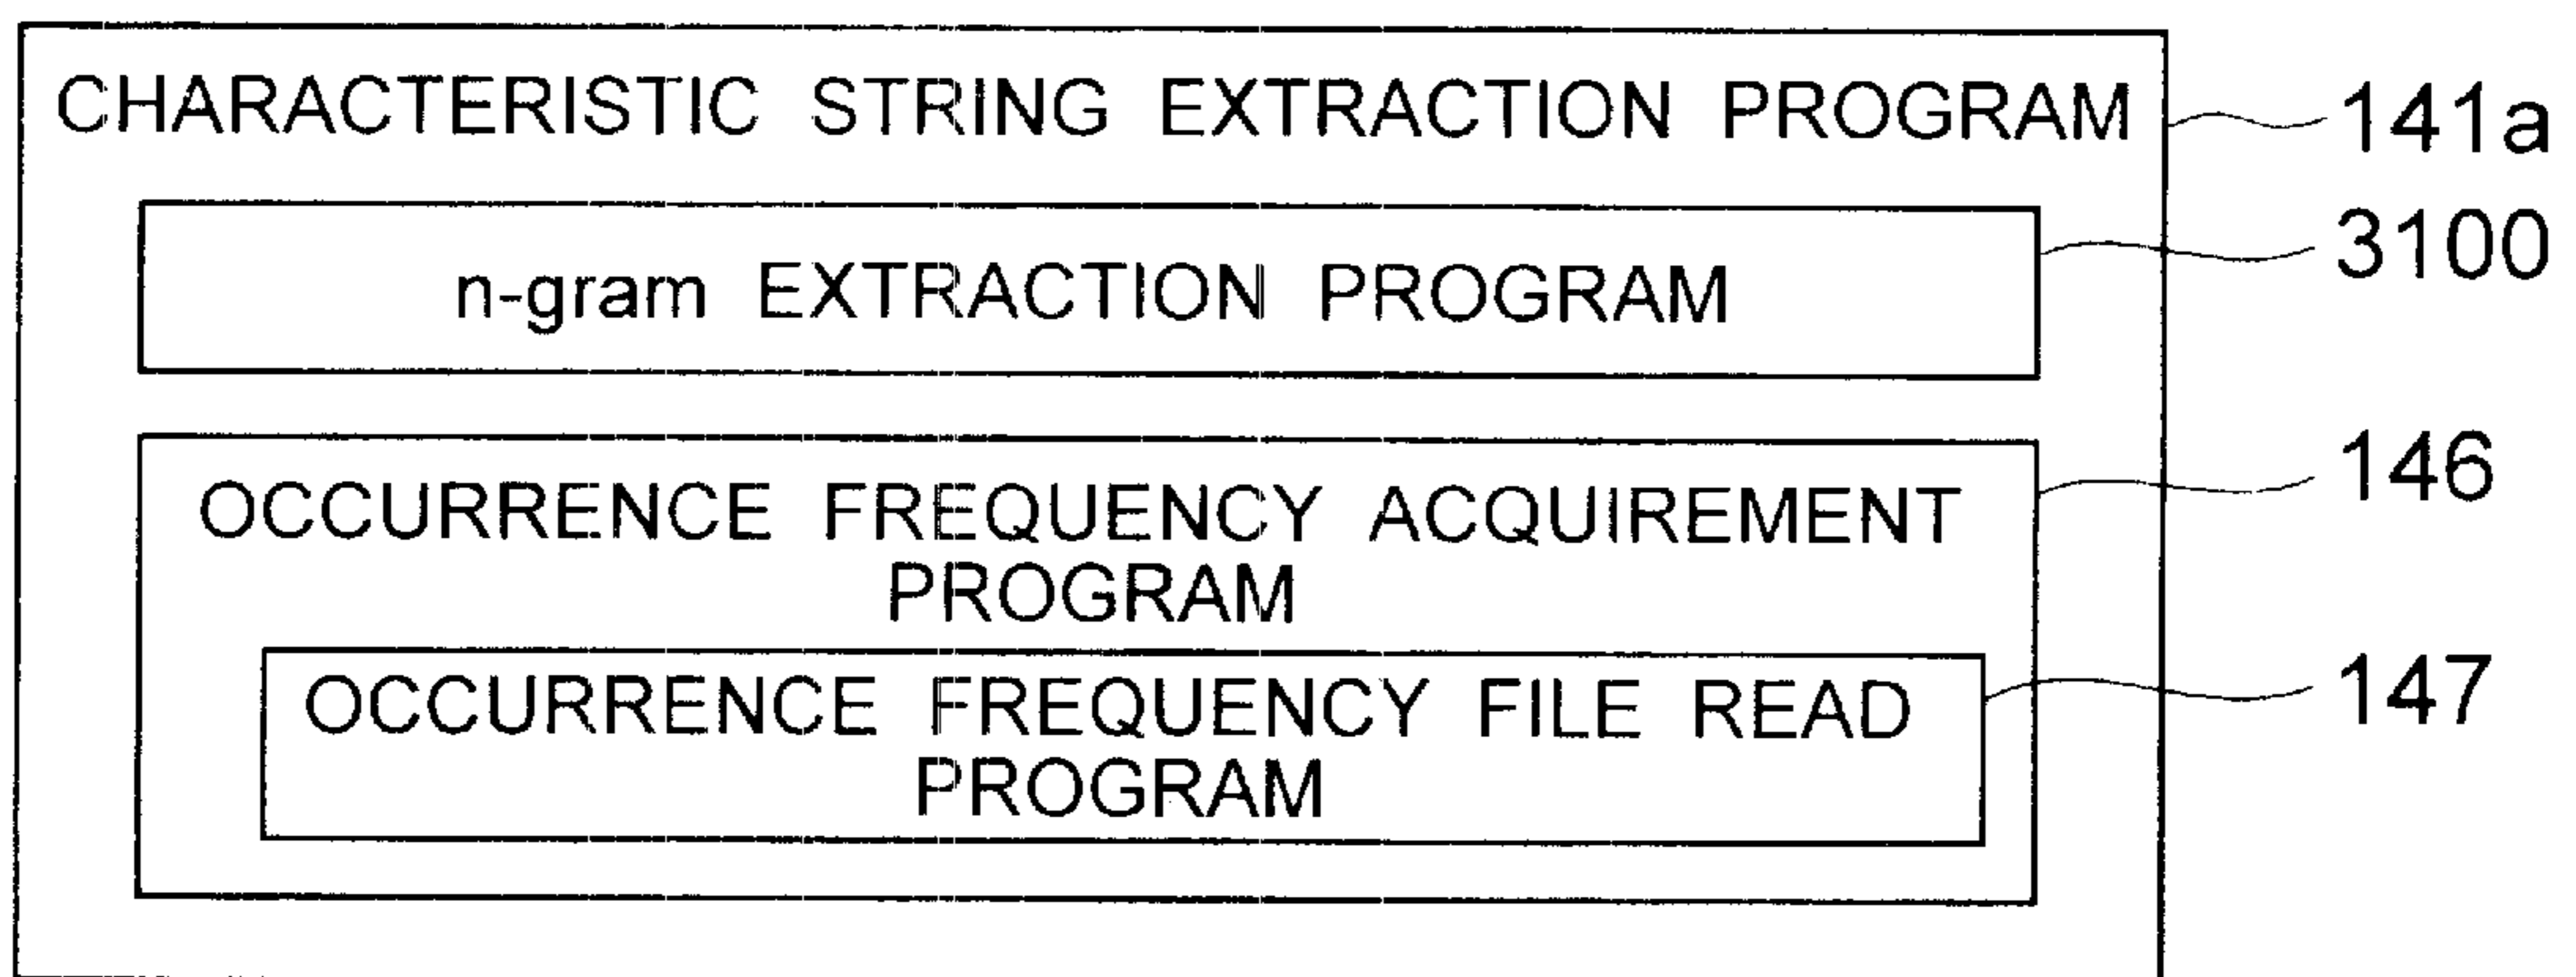 CHARACTERISTIC STRING EXTRACTION PROGRAM 141a
n-gram EXTRACTION PROGRAM 3100
OCCURRENCE FREQUENCY ACQUIREMENT 146
PROGRAM
OCCURRENCE FREQUENCY FILE READ 147
PROGRAM